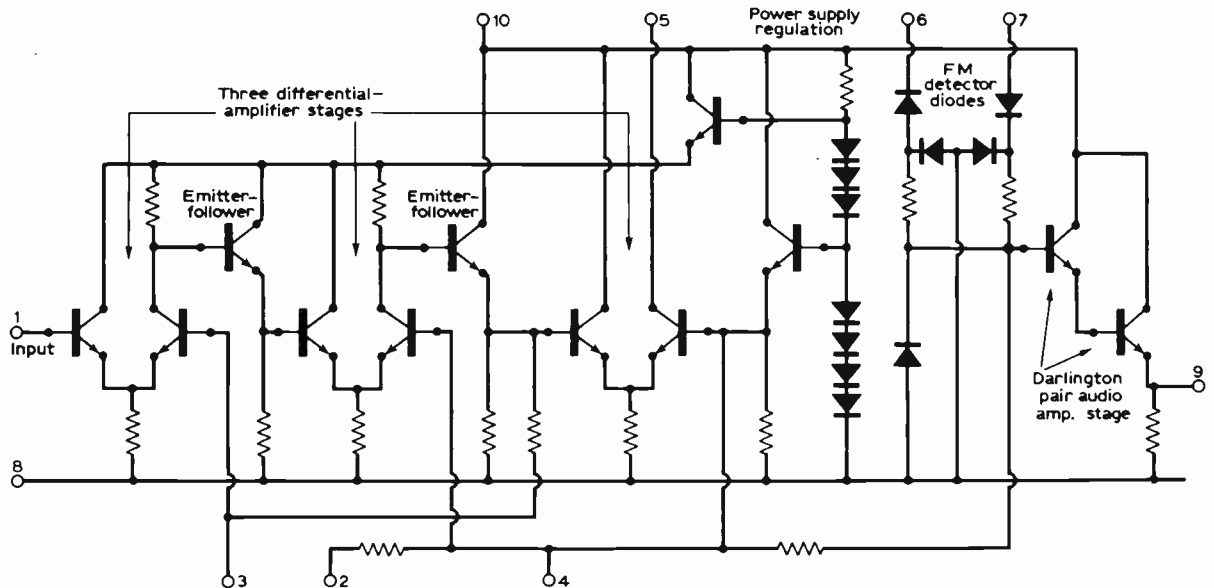 10
5
Power supply
regulation
6
7
FM
detector
diodes
Three differential–
amplifier stages
Emitter-
follower
Emitter-
follower
1
Input
Darlington
pair audio
amp. stage
9
8
3
2
4